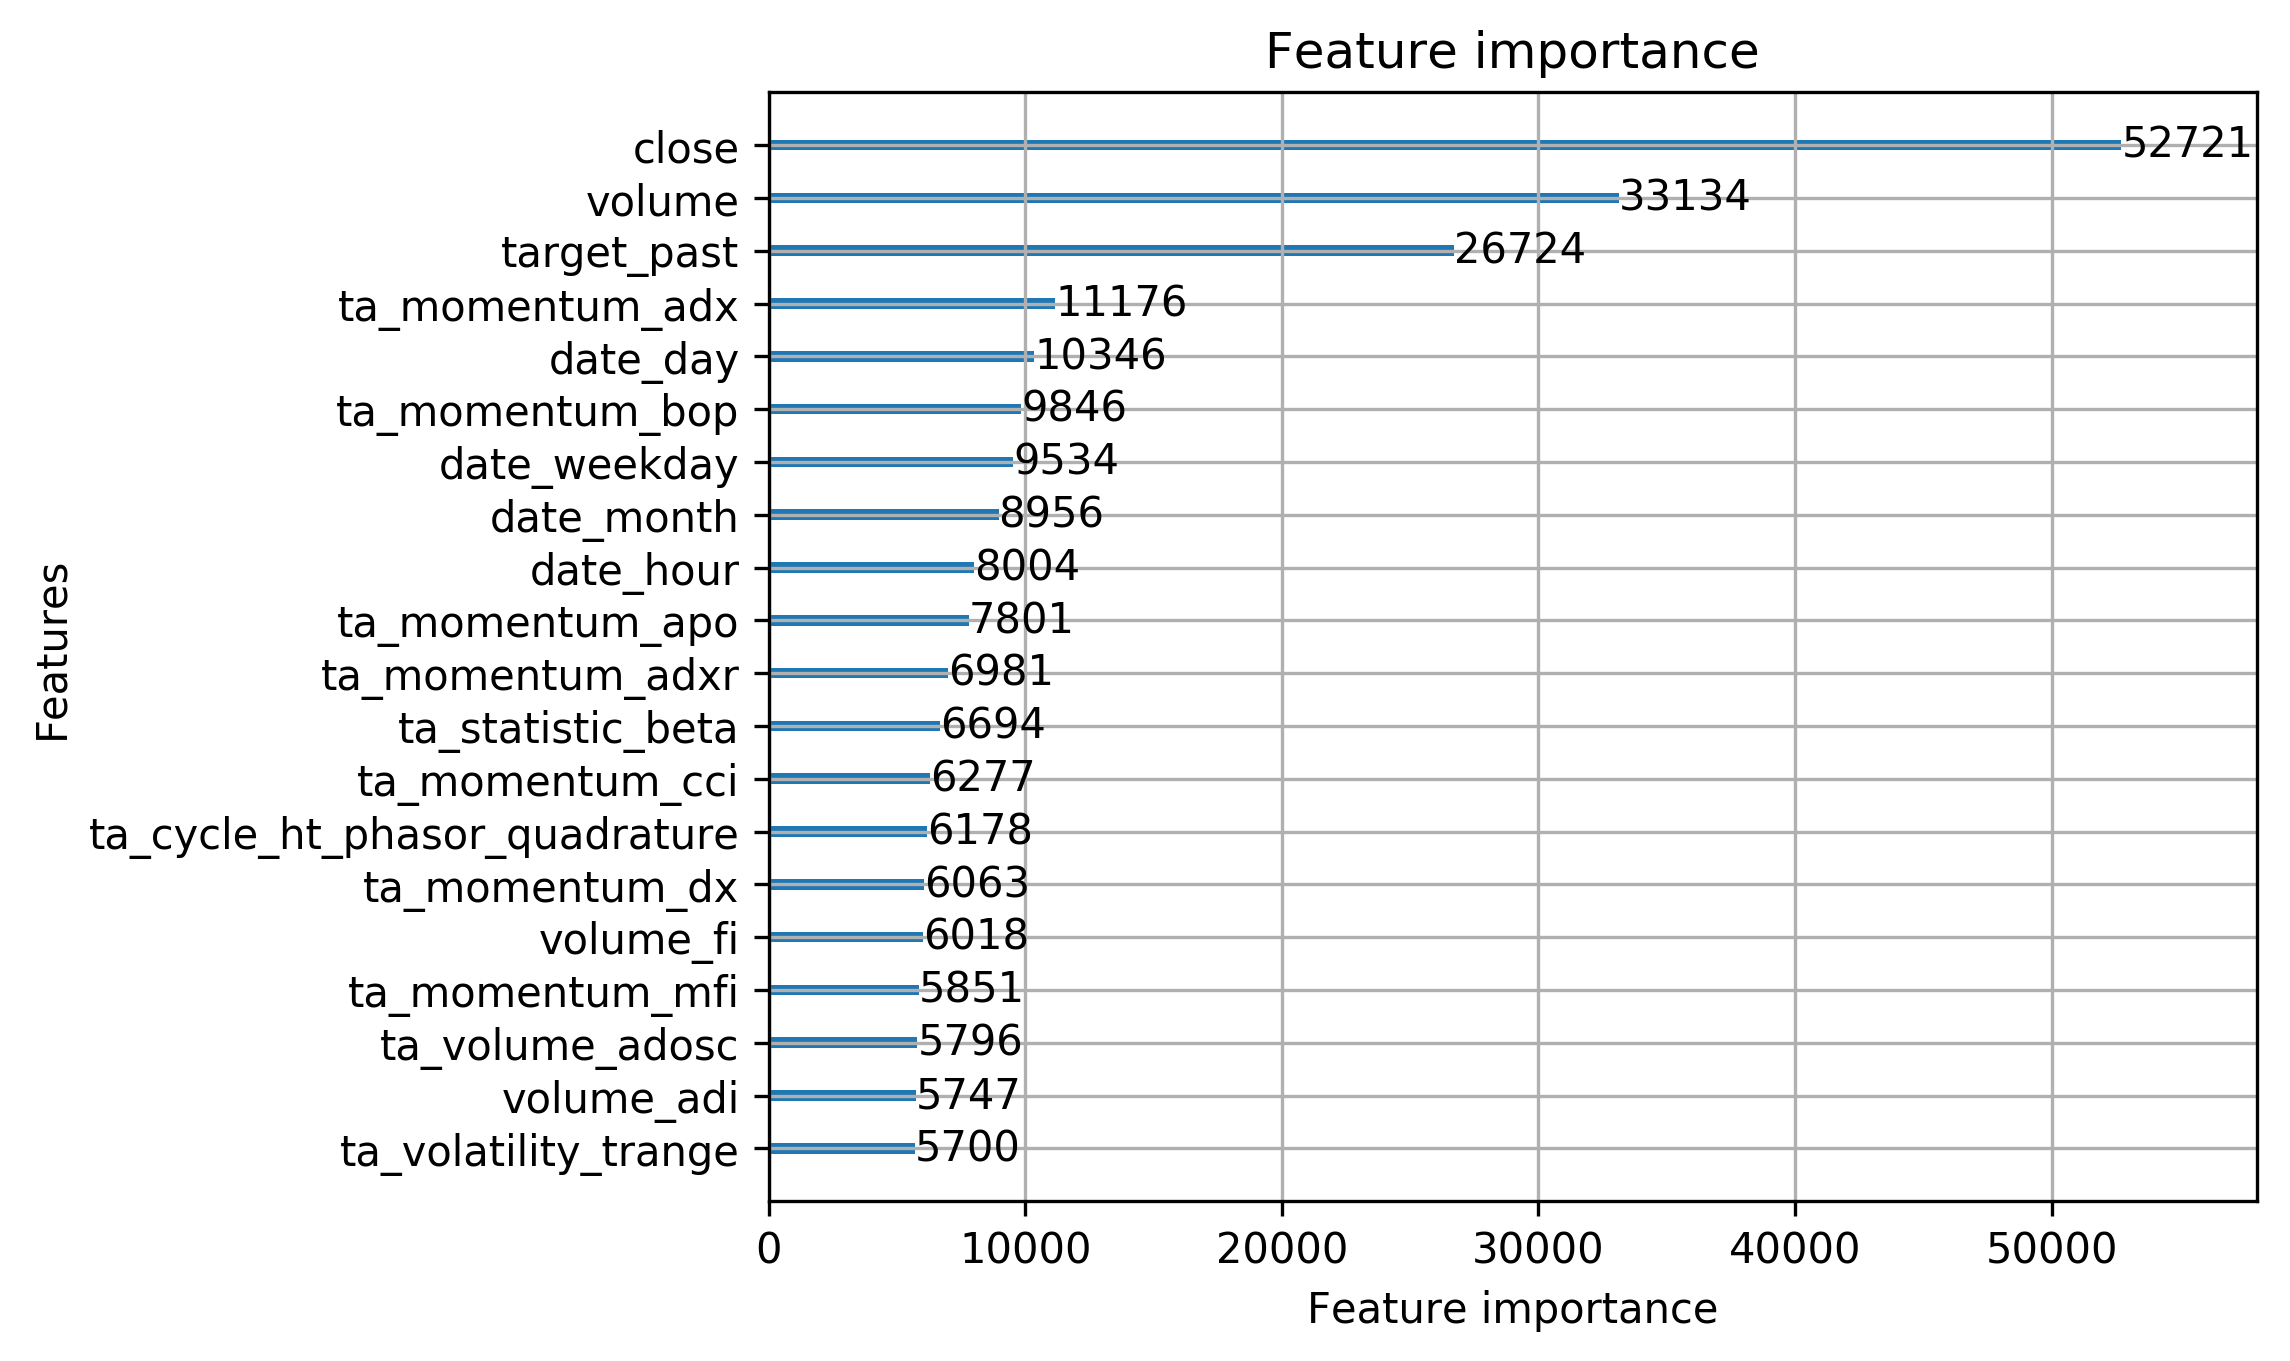 Feature importance
close 52721
volume 33134
target_past 26724
ta_momentum_adx 11176
date_day 10346
ta_momentum_bop 9846
date_weekday 9534
date_month 8956
date_hour 8004
ta_momentum_apo 7801
ta_momentum_adxr 6981
ta_statistic_beta 6694
ta_momentum_cci 6277
ta_cycle_ht_phasor_quadrature 6178
ta_momentum_dx 6063
volume_fi 6018
ta_momentum_mfi 5851
ta_volume_adosc 5796
volume_adi 5747
ta_volatility_trange 5700
Features
0 10000 20000 30000 40000 50000
Feature importance